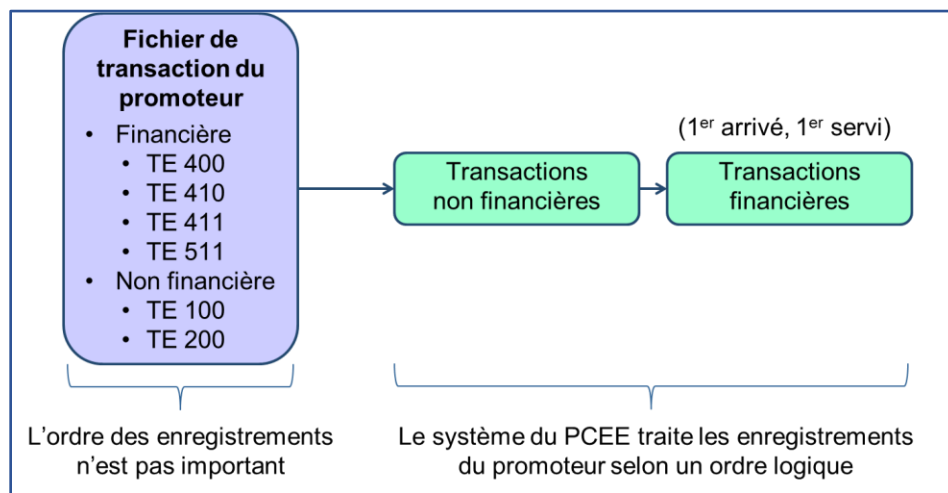 Fichier de
transaction du
promoteur
• Financière
• TE 400
• TE 410
• TE 411
• TE 511
• Non financière
• TE 100
• TE 200
Transactions
non financières
(1er arrivé, 1er servi)
Transactions
financières
L’ordre des enregistrements
n’est pas important
Le système du PCEE traite les enregistrements
du promoteur selon un ordre logique